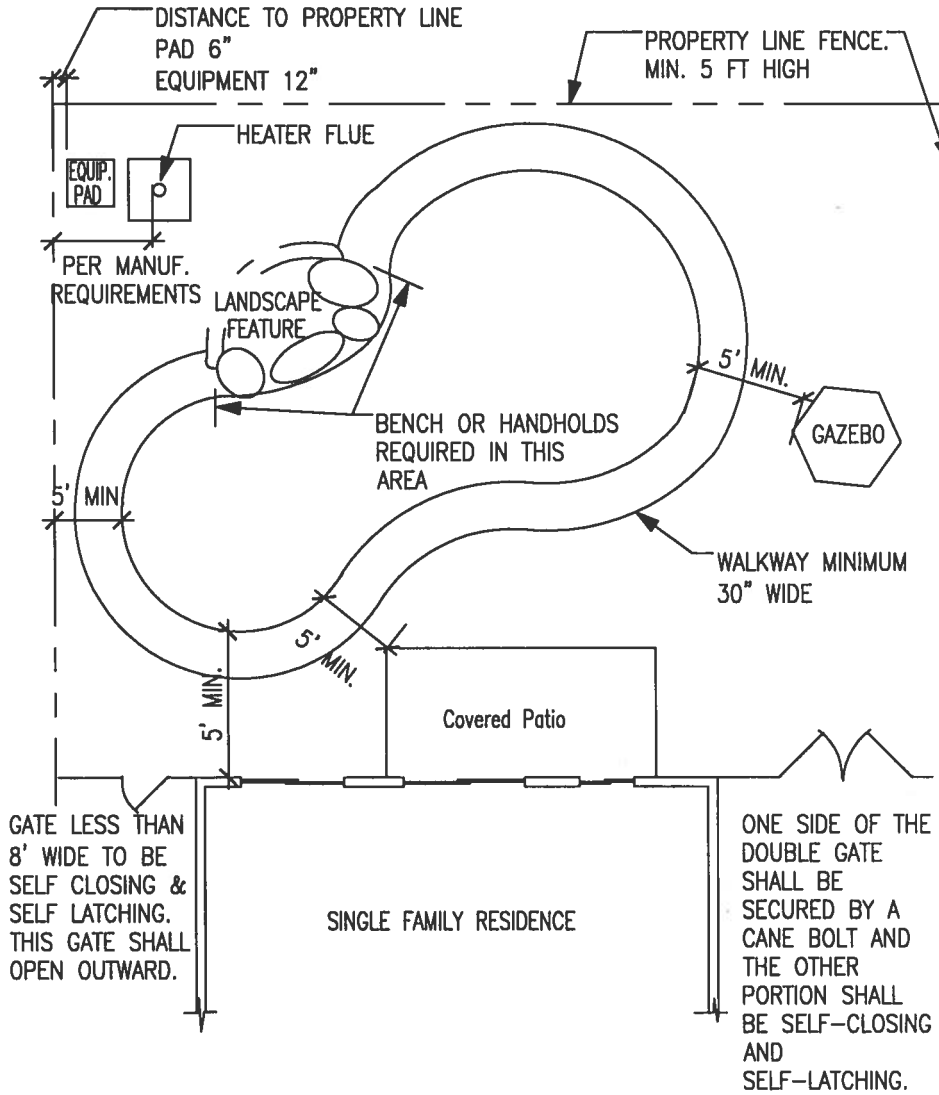 DISTANCE TO PROPERTY LINE
PAD 6"
EQUIPMENT 12"
PROPERTY LINE FENCE.
MIN. 5 FT HIGH
HEATER FLUE
EQUIP.
PAD
PER MANUF.
REQUIREMENTS
LANDSCAPE
FEATURE
5' MIN.
GAZEBO
BENCH OR HANDHOLDS
REQUIRED IN THIS
AREA
5' MIN
WALKWAY MINIMUM
30" WIDE
5' MIN.
5' MIN.
Covered Patio
GATE LESS THAN
8' WIDE TO BE
SELF CLOSING &
SELF LATCHING.
THIS GATE SHALL
OPEN OUTWARD.
SINGLE FAMILY RESIDENCE
ONE SIDE OF THE
DOUBLE GATE
SHALL BE
SECURED BY A
CANE BOLT AND
THE OTHER
PORTION SHALL
BE SELF-CLOSING
AND
SELF-LATCHING.